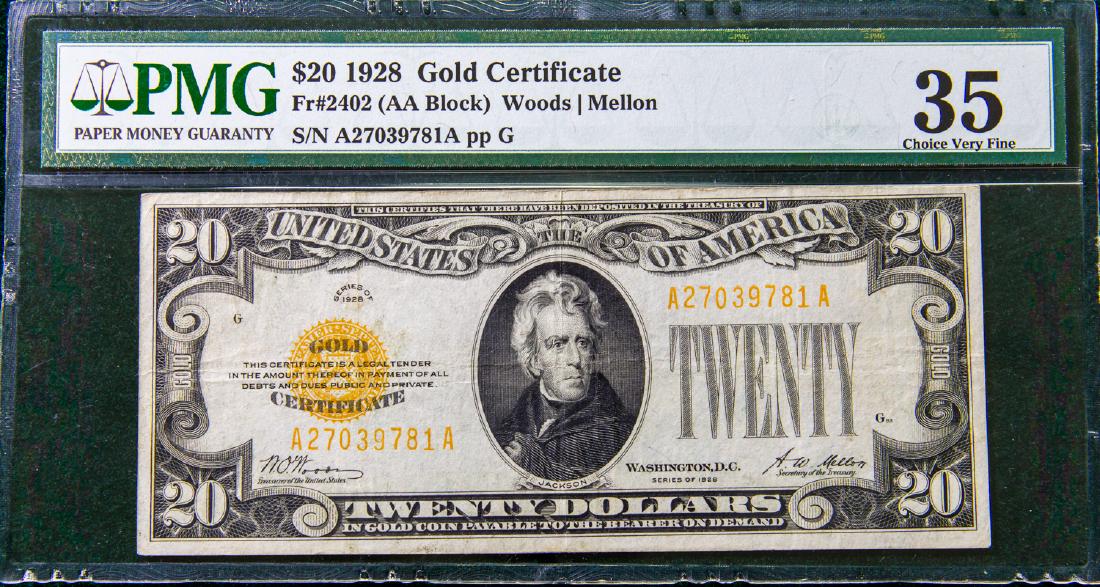 PMG
PAPER MONEY GUARANTY
$20 1928 Gold Certificate
Fr#2402 (AA Block) Woods | Mellon
S/N A27039781A pp G
35
Choice Very Fine
THIS CERTIFIES THAT THERE HAVE BEEN DEPOSITED IN THE TREASURY OF
20
UNITED STATES
THE
OF AMERICA
20
SERIES OF
1928
A27039781A
G
GOLD
GOLD
GOLD
TWENTY
THIS CERTIFICATE IS A LEGAL TENDER
IN THE AMOUNT THEREOF IN PAYMENT OF ALL
DEBTS AND DUES PUBLIC AND PRIVATE.
CERTIFICATE
A27039781A
G
WASHINGTON, D.C.
Treasurer of the United States.
A. W. Mellon
Secretary of the Treasury.
SERIES OF 1928
JACKSON
20
TWENTY DOLLARS
20
IN GOLD COIN PAYABLE TO THE BEARER ON DEMAND